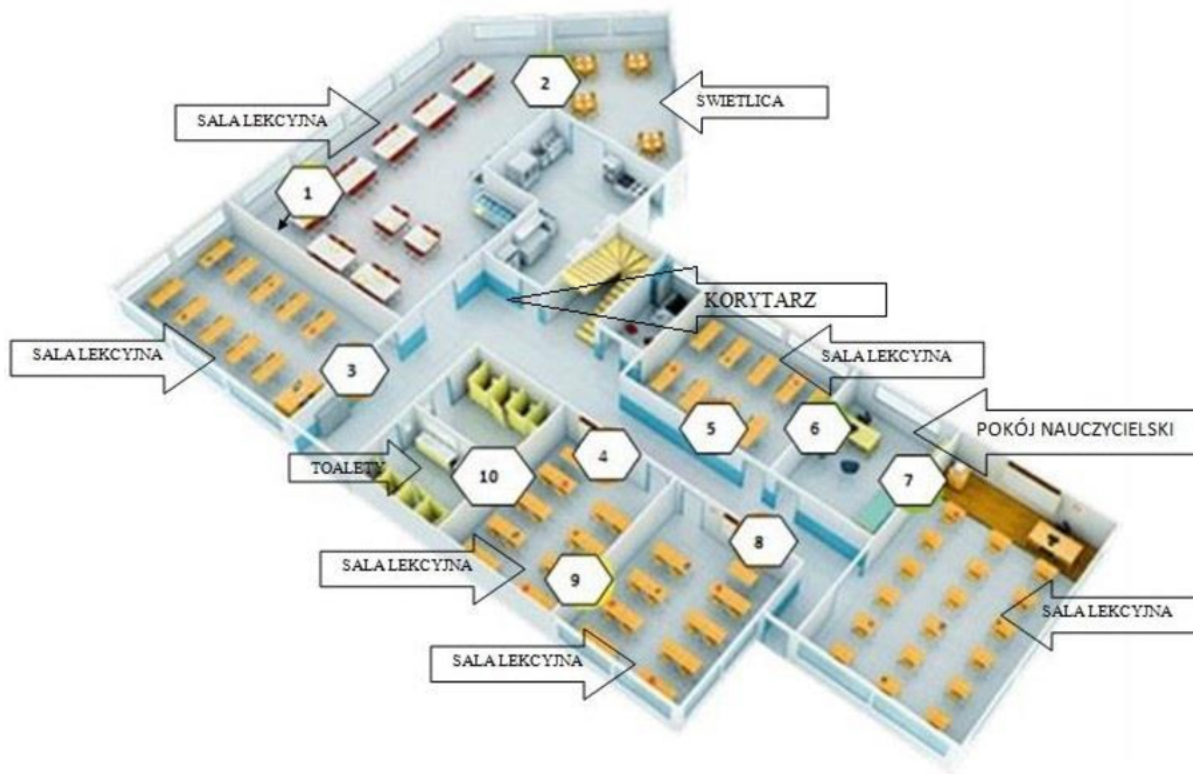 2
ŚWIETLICA
SALA LEKCYJNA
1
KORYTARZ
SALA LEKCYJNA
3
SALA LEKCYJNA
5
6
POKÓJ NAUCZYCIELSKI
TOALETY
10
4
7
8
SALA LEKCYJNA
9
SALA LEKCYJNA
SALA LEKCYJNA